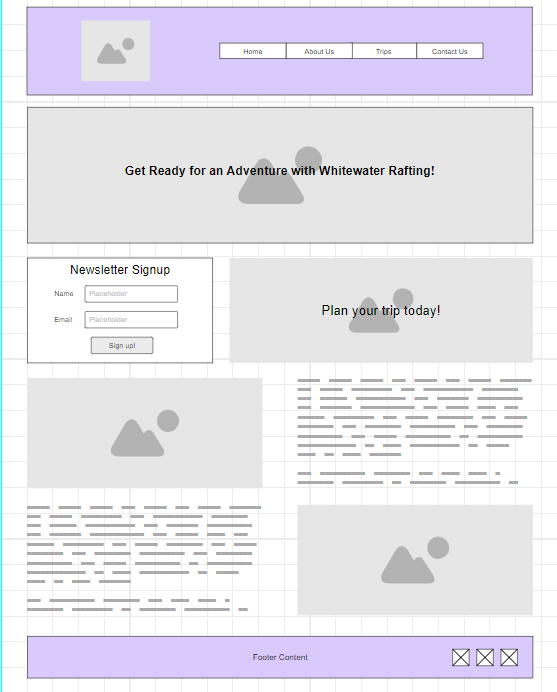 Home About Us Trips Contact Us
Get Ready for an Adventure with Whitewater Rafting!
Newsletter Signup
Name Placeholder
Email Placeholder
Sign up!
Plan your trip today!
Footer Content